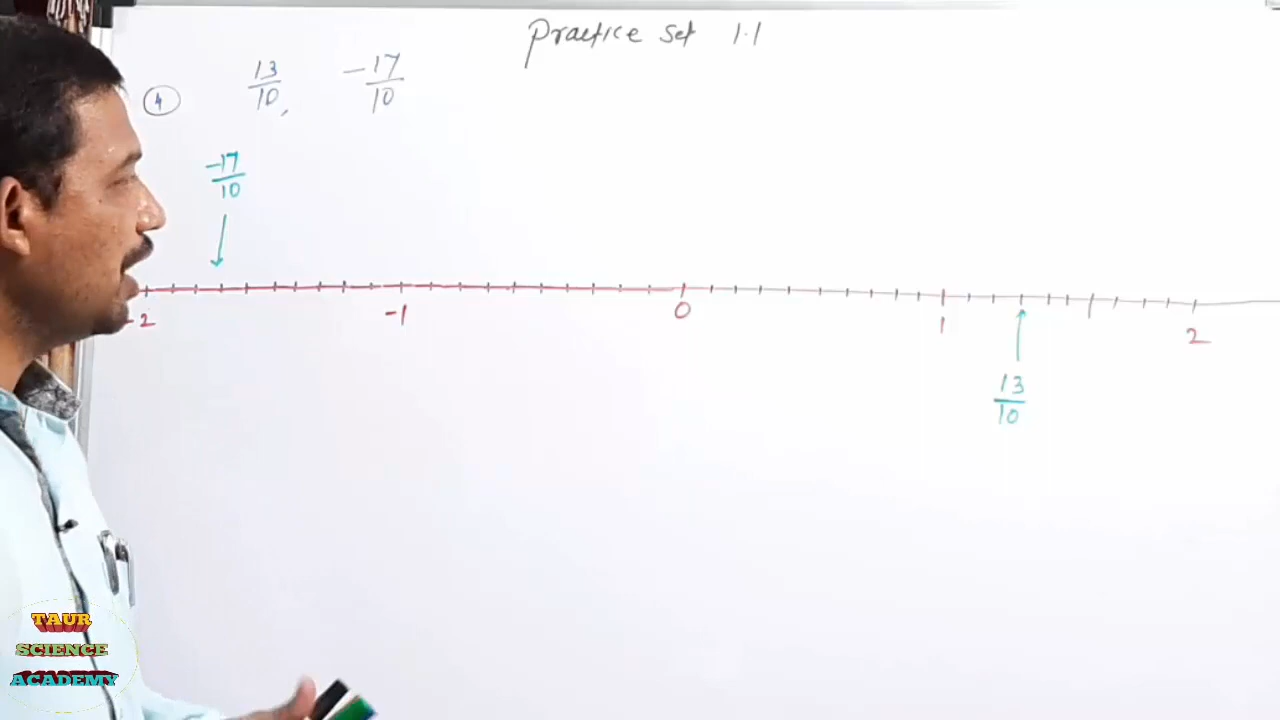 Practice Set 1.1
④ 13/10, -17/10
-17/10
-2 -1 0 1 2
13/10
TAUR
SCIENCE
ACADEMY